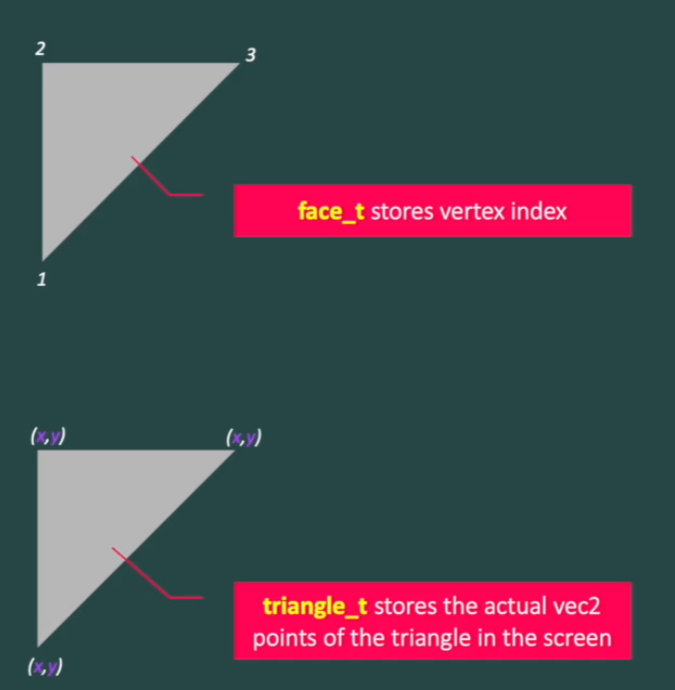 2
3
face_t stores vertex index
1
(x,y)
(x,y)
triangle_t stores the actual vec2
points of the triangle in the screen
(x,y)